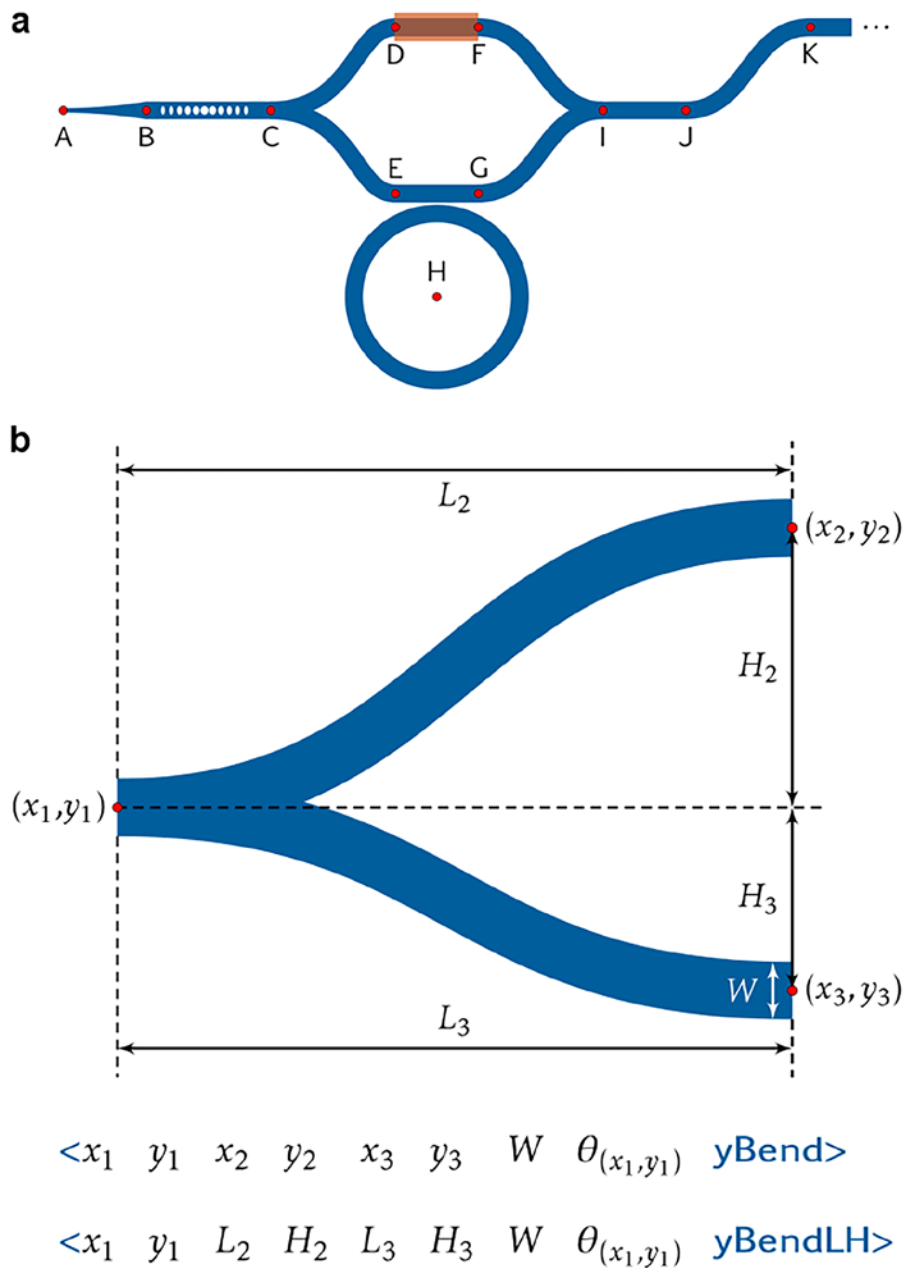 a
D F K ...
A B C I J
E G
H
b
L₂
(x₂, y₂)
H₂
(x₁,y₁)
H₃
W (x₃, y₃)
L₃
<x₁ y₁ x₂ y₂ x₃ y₃ W θ₍ₓ₁,y₁₎ yBend>
<x₁ y₁ L₂ H₂ L₃ H₃ W θ₍ₓ₁,y₁₎ yBendLH>